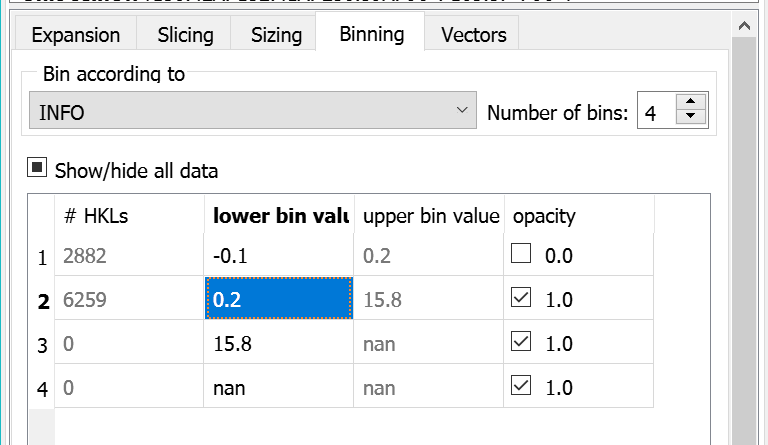 Expansion Slicing Sizing Binning Vectors
Bin according to
INFO Number of bins: 4
Show/hide all data
# HKLs lower bin valu upper bin value opacity
1 2882 -0.1 0.2 0.0
2 6259 0.2 15.8 1.0
3 0 15.8 nan 1.0
4 0 nan nan 1.0